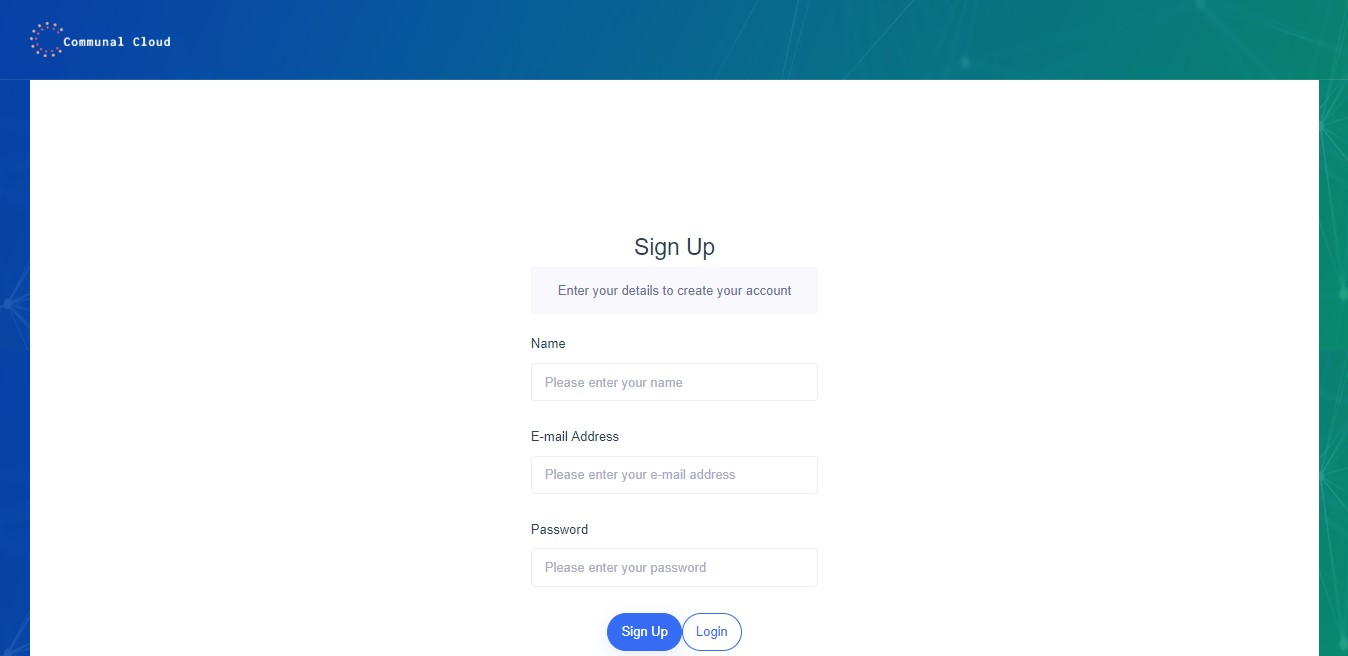 Communal Cloud
Sign Up
Enter your details to create your account
Name
Please enter your name
E-mail Address
Please enter your e-mail address
Password
Please enter your password
Sign Up Login